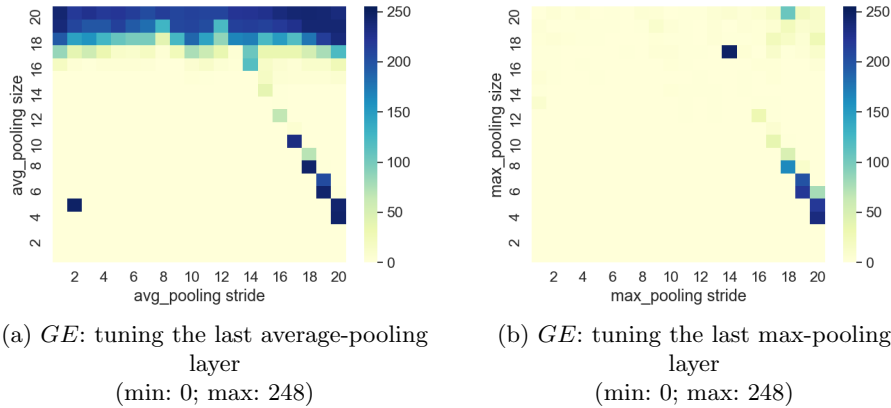 20
18
16
14
12
10
8
6
4
2
avg_pooling size
2 4 6 8 10 12 14 16 18 20
avg_pooling stride
250
200
150
100
50
0
(a) GE: tuning the last average-pooling
layer
(min: 0; max: 248)
20
18
16
14
12
10
8
6
4
2
max_pooling size
2 4 6 8 10 12 14 16 18 20
max_pooling stride
250
200
150
100
50
0
(b) GE: tuning the last max-pooling
layer
(min: 0; max: 248)